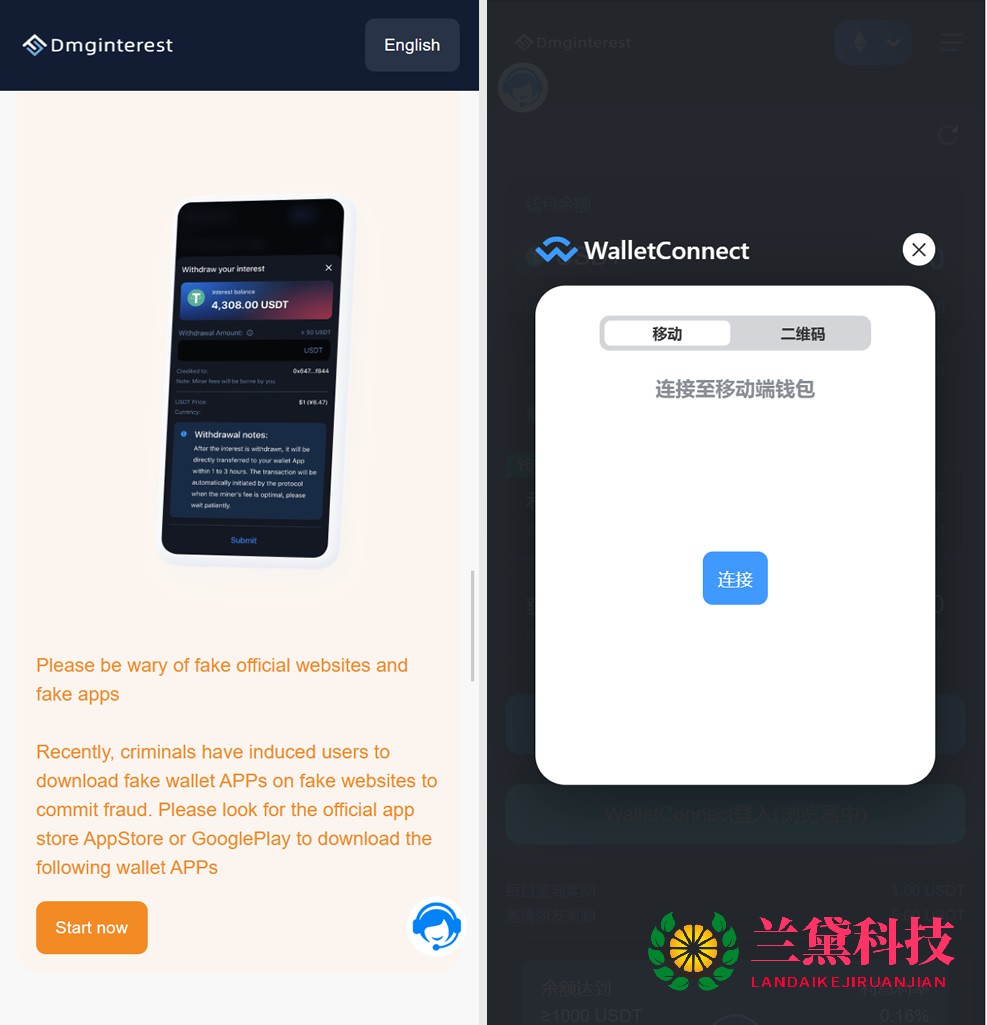 Dmginterest
English
Withdraw your interest
Interest balance
4,308.00 USDT
Withdrawal Amount:
≥ 50 USDT
USDT
Credited to:
0x647...f844
Note: Miner fees will be borne by you
USDT Price:
$1 (¥6.47)
Currency:
Withdrawal notes:
After the interest is withdrawn, it will be
directly transferred to your wallet App
within 1 to 3 hours. The transaction will be
automatically initiated by the protocol
when the miner's fee is optimal, please
wait patiently.
Submit
Please be wary of fake official websites and
fake apps
Recently, criminals have induced users to
download fake wallet APPs on fake websites to
commit fraud. Please look for the official app
store AppStore or GooglePlay to download the
following wallet APPs
Start now
Dmginterest
钱包余额
WalletConnect
移动
二维码
连接至移动端钱包
连接
1.00 USDT
兰黛科技
LANDAIKEJIRUANJIAN
余额达到
≥1000 USDT
0.16%